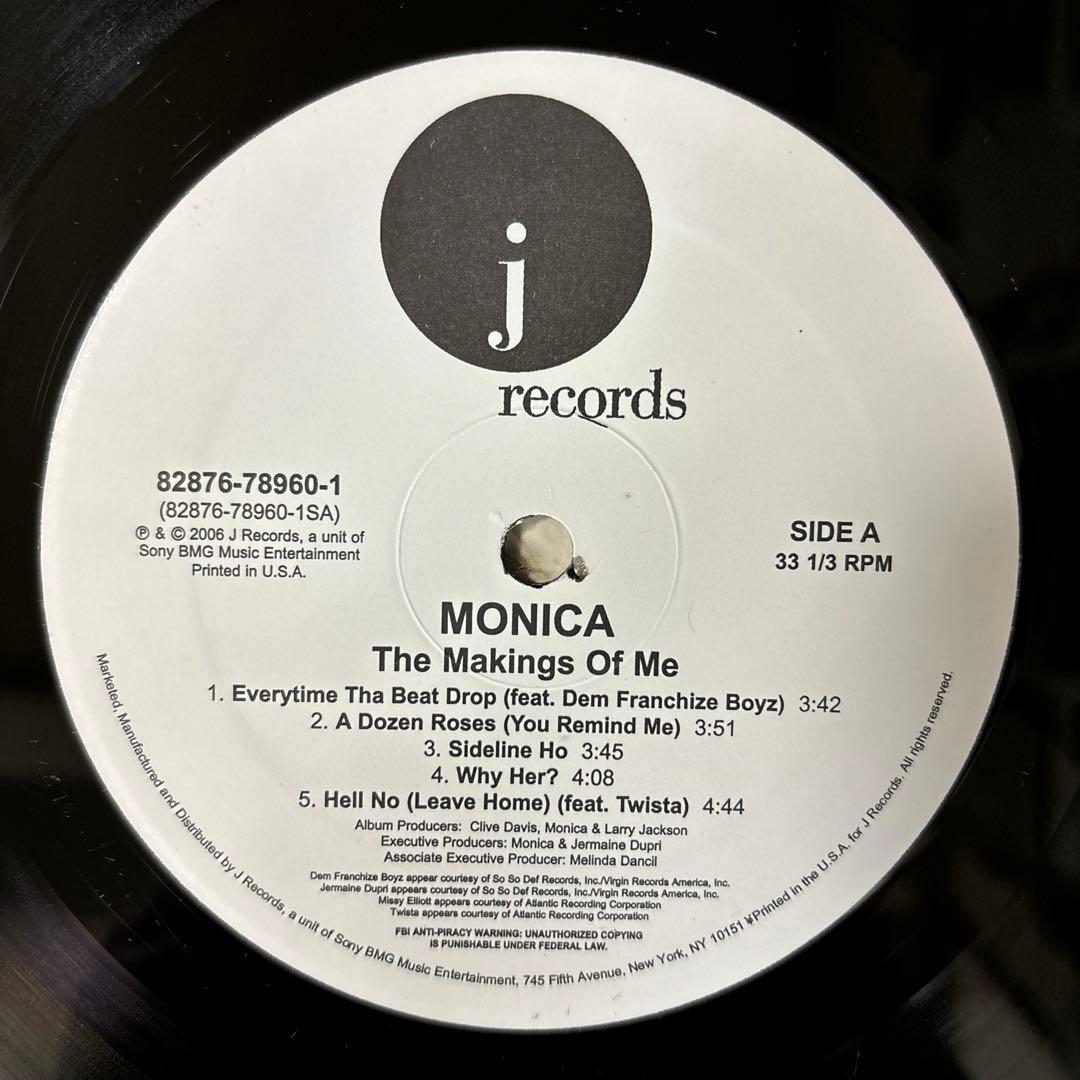 j
records
82876-78960-1
(82876-78960-1SA)
℗ & © 2006 J Records, a unit of
Sony BMG Music Entertainment
Printed in U.S.A.
SIDE A
33 1/3 RPM
MONICA
The Makings Of Me
1. Everytime Tha Beat Drop (feat. Dem Franchize Boyz) 3:42
2. A Dozen Roses (You Remind Me) 3:51
3. Sideline Ho 3:45
4. Why Her? 4:08
5. Hell No (Leave Home) (feat. Twista) 4:44
Album Producers: Clive Davis, Monica & Larry Jackson
Executive Producers: Monica & Jermaine Dupri
Associate Executive Producer: Melinda Dancil
Dem Franchize Boyz appear courtesy of So So Def Records, Inc./Virgin Records America, Inc.
Jermaine Dupri appears courtesy of So So Def Records, Inc./Virgin Records America, Inc.
Missy Elliott appears courtesy of Atlantic Recording Corporation
Twista appears courtesy of Atlantic Recording Corporation
FBI ANTI-PIRACY WARNING: UNAUTHORIZED COPYING
IS PUNISHABLE UNDER FEDERAL LAW.
Marketed, Manufactured and Distributed by J Records, a unit of Sony BMG Music Entertainment, 745 Fifth Avenue, New York, NY 10151 ¥Printed in the U.S.A. for J Records. All rights reserved.